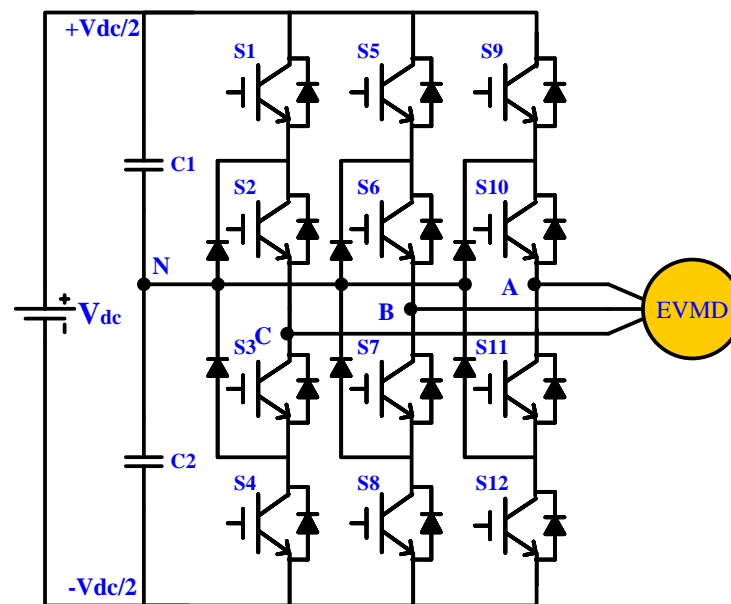 +Vdc/2
S1
S5
S9
C1
S2
S6
S10
N
A
Vdc
B
EVMD
C
S3
S7
S11
C2
S4
S8
S12
-Vdc/2